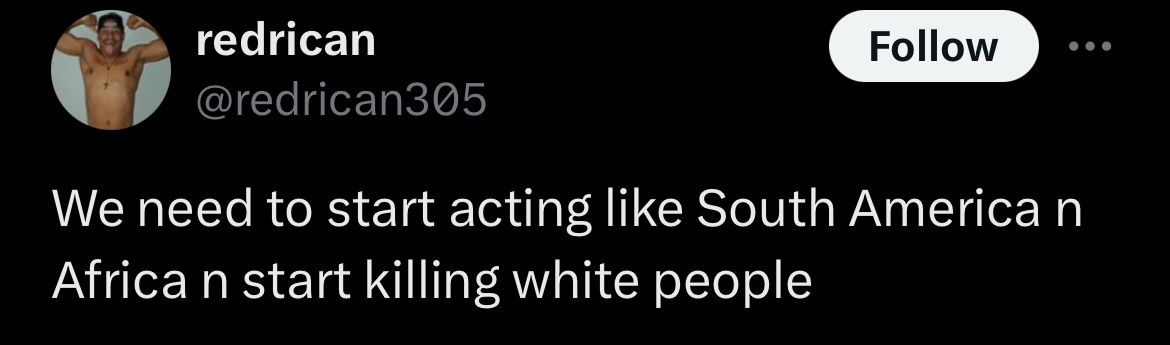 redrican
Follow
@redrican305
We need to start acting like South America n
Africa n start killing white people